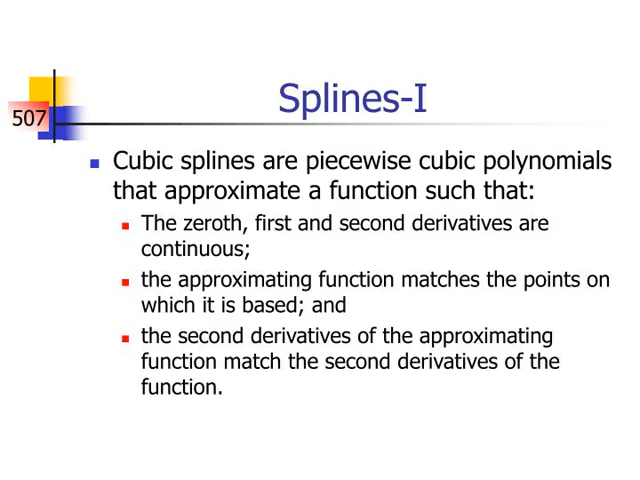 Splines-I
507
Cubic splines are piecewise cubic polynomials
that approximate a function such that:
The zeroth, first and second derivatives are
continuous;
the approximating function matches the points on
which it is based; and
the second derivatives of the approximating
function match the second derivatives of the
function.